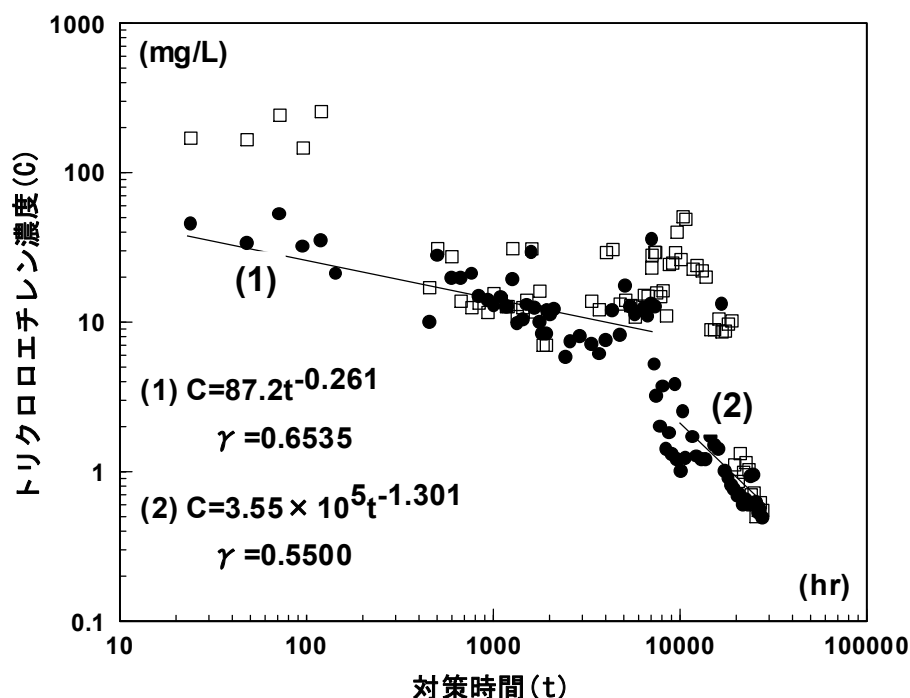 1000
100
10
1
0.1
トリクロロエチレン濃度(C)
(mg/L)
(1)
(2)
(1) C=87.2t-0.261
γ=0.6535
(2) C=3.55×10^5t^-1.301
γ=0.5500
(hr)
10
100
1000
10000
100000
対策時間(t)